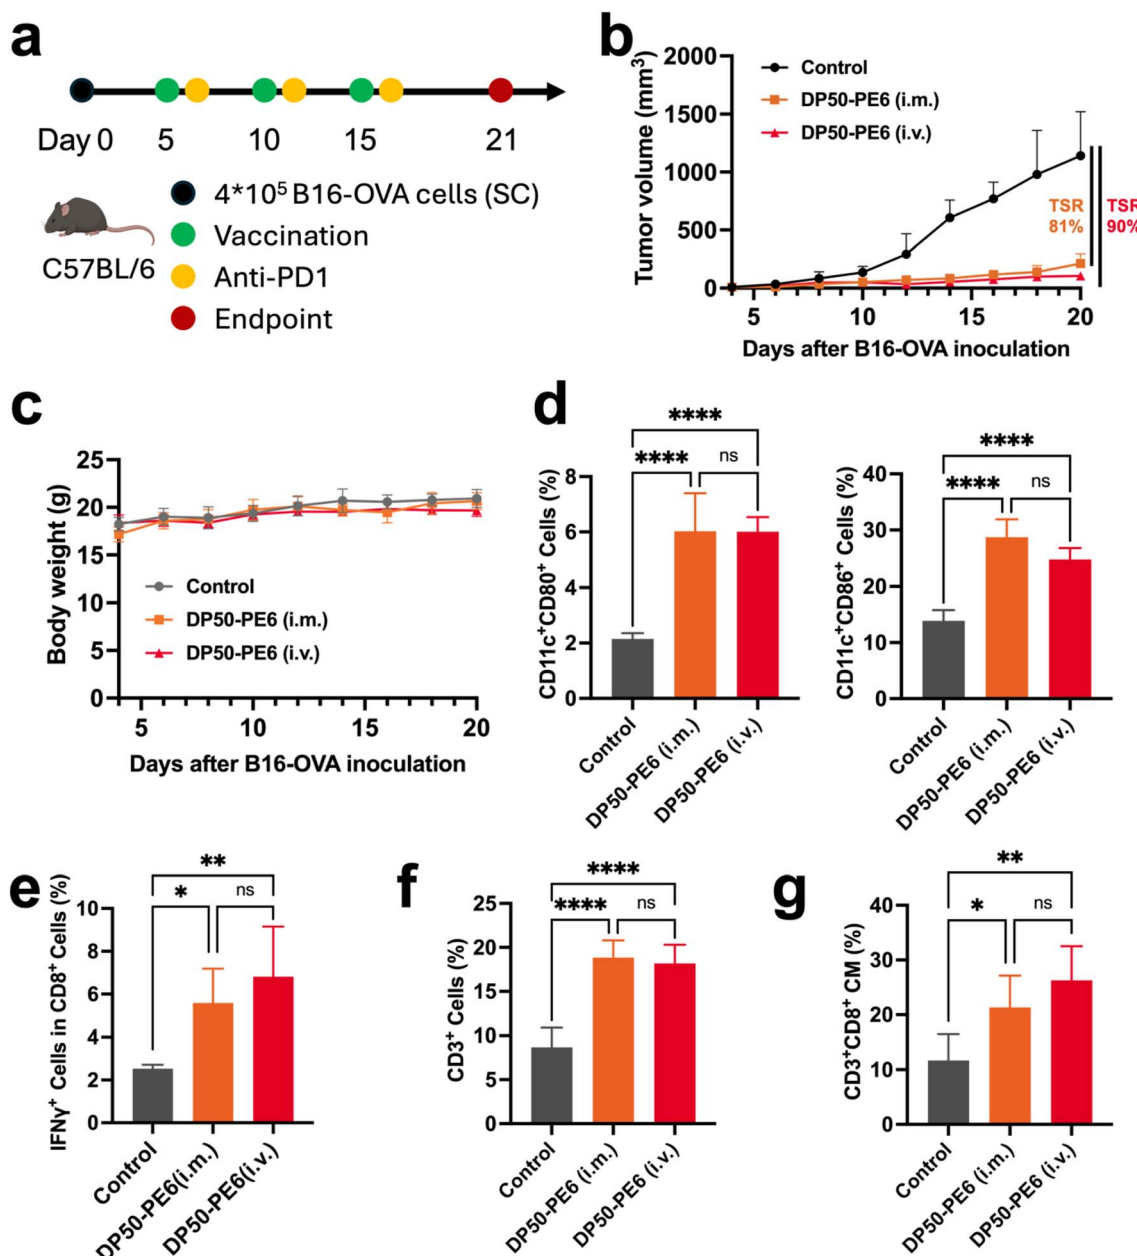 a
Day 0 5 10 15 21
4*10⁵ B16-OVA cells (SC)
Vaccination
Anti-PD1
Endpoint
C57BL/6
b
Tumor volume (mm³)
2000
1500
1000
500
0
Control
DP50-PE6 (i.m.)
DP50-PE6 (i.v.)
TSR
81%
TSR
90%
5 10 15 20
Days after B16-OVA inoculation
c
Body weight (g)
25
20
15
10
5
0
Control
DP50-PE6 (i.m.)
DP50-PE6 (i.v.)
5 10 15 20
Days after B16-OVA inoculation
d
CD11c⁺CD80⁺ Cells (%)
8
6
4
2
0
****
**** ns
Control
DP50-PE6 (i.m.)
DP50-PE6 (i.v.)
CD11c⁺CD86⁺ Cells (%)
40
30
20
10
0
****
**** ns
Control
DP50-PE6 (i.m.)
DP50-PE6 (i.v.)
e
IFNγ⁺ Cells in CD8⁺ Cells (%)
10
8
6
4
2
0
**
* ns
Control
DP50-PE6(i.m.)
DP50-PE6(i.v.)
f
CD3⁺ Cells (%)
25
20
15
10
5
0
****
**** ns
Control
DP50-PE6 (i.m.)
DP50-PE6 (i.v.)
g
CD3⁺CD8⁺ CM (%)
40
30
20
10
0
**
* ns
Control
DP50-PE6 (i.m.)
DP50-PE6 (i.v.)